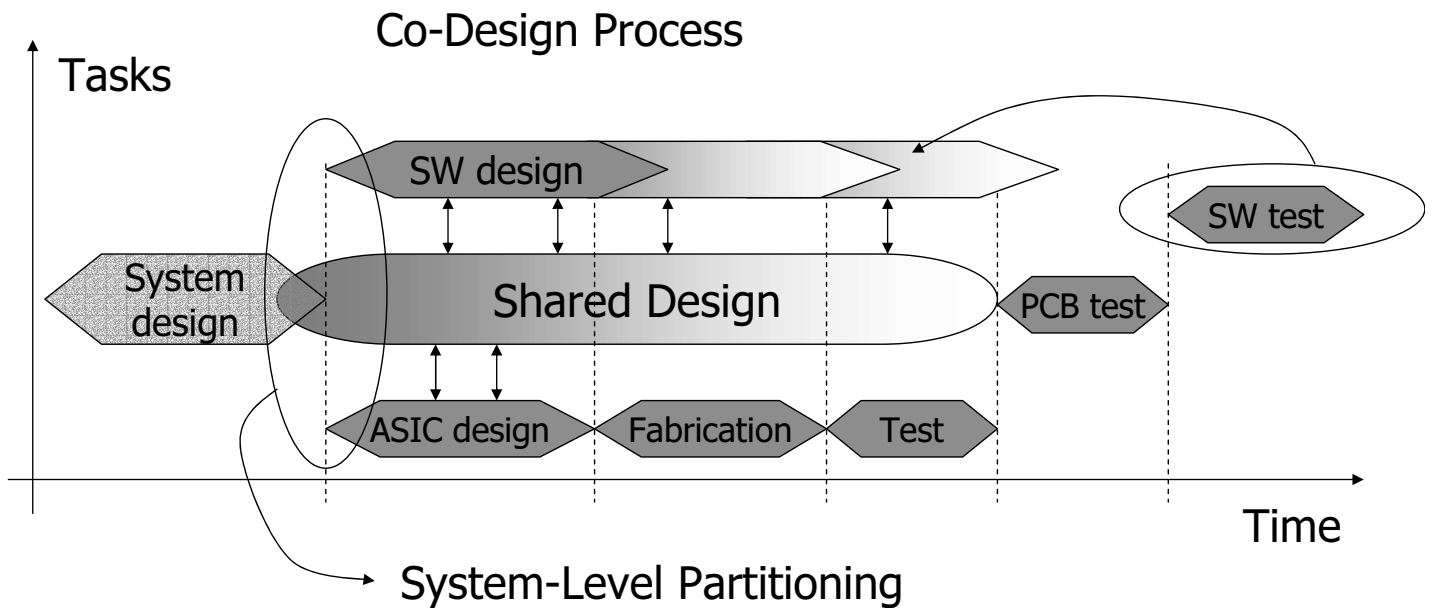 Co-Design Process
Tasks
SW design
SW test
System
design
Shared Design
PCB test
ASIC design
Fabrication
Test
Time
System-Level Partitioning